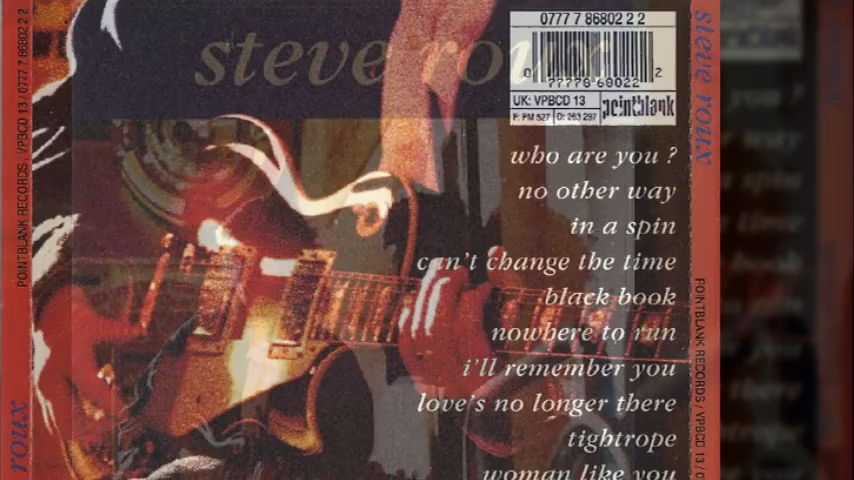 steve roux
0777 7 86802 2 2
0 77778 68022 2
UK: VPBCD 13
F: PM 527
D: 263 297
pointblank
who are you ?
no other way
in a spin
can't change the time
black book
nowhere to run
i'll remember you
love's no longer there
tightrope
woman like you
POINTBLANK RECORDS / VPBCD 13 / 0777 7 86802 2 2
roux
steve roux
POINTBLANK RECORDS / VPBCD 13 / 0